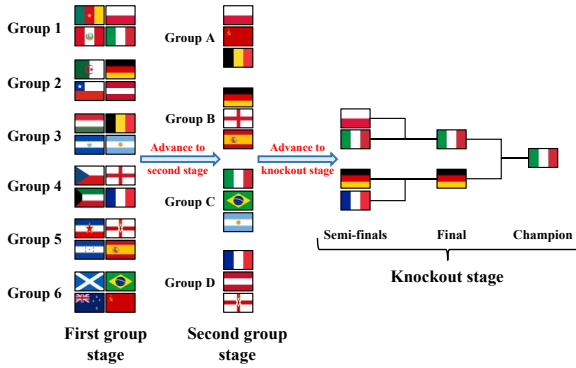 Group 1
Group 2
Group 3
Group 4
Group 5
Group 6
First group
stage
Advance to
second stage
Group A
Group B
Group C
Group D
Second group
stage
Advance to
knockout stage
Semi-finals
Final
Champion
Knockout stage